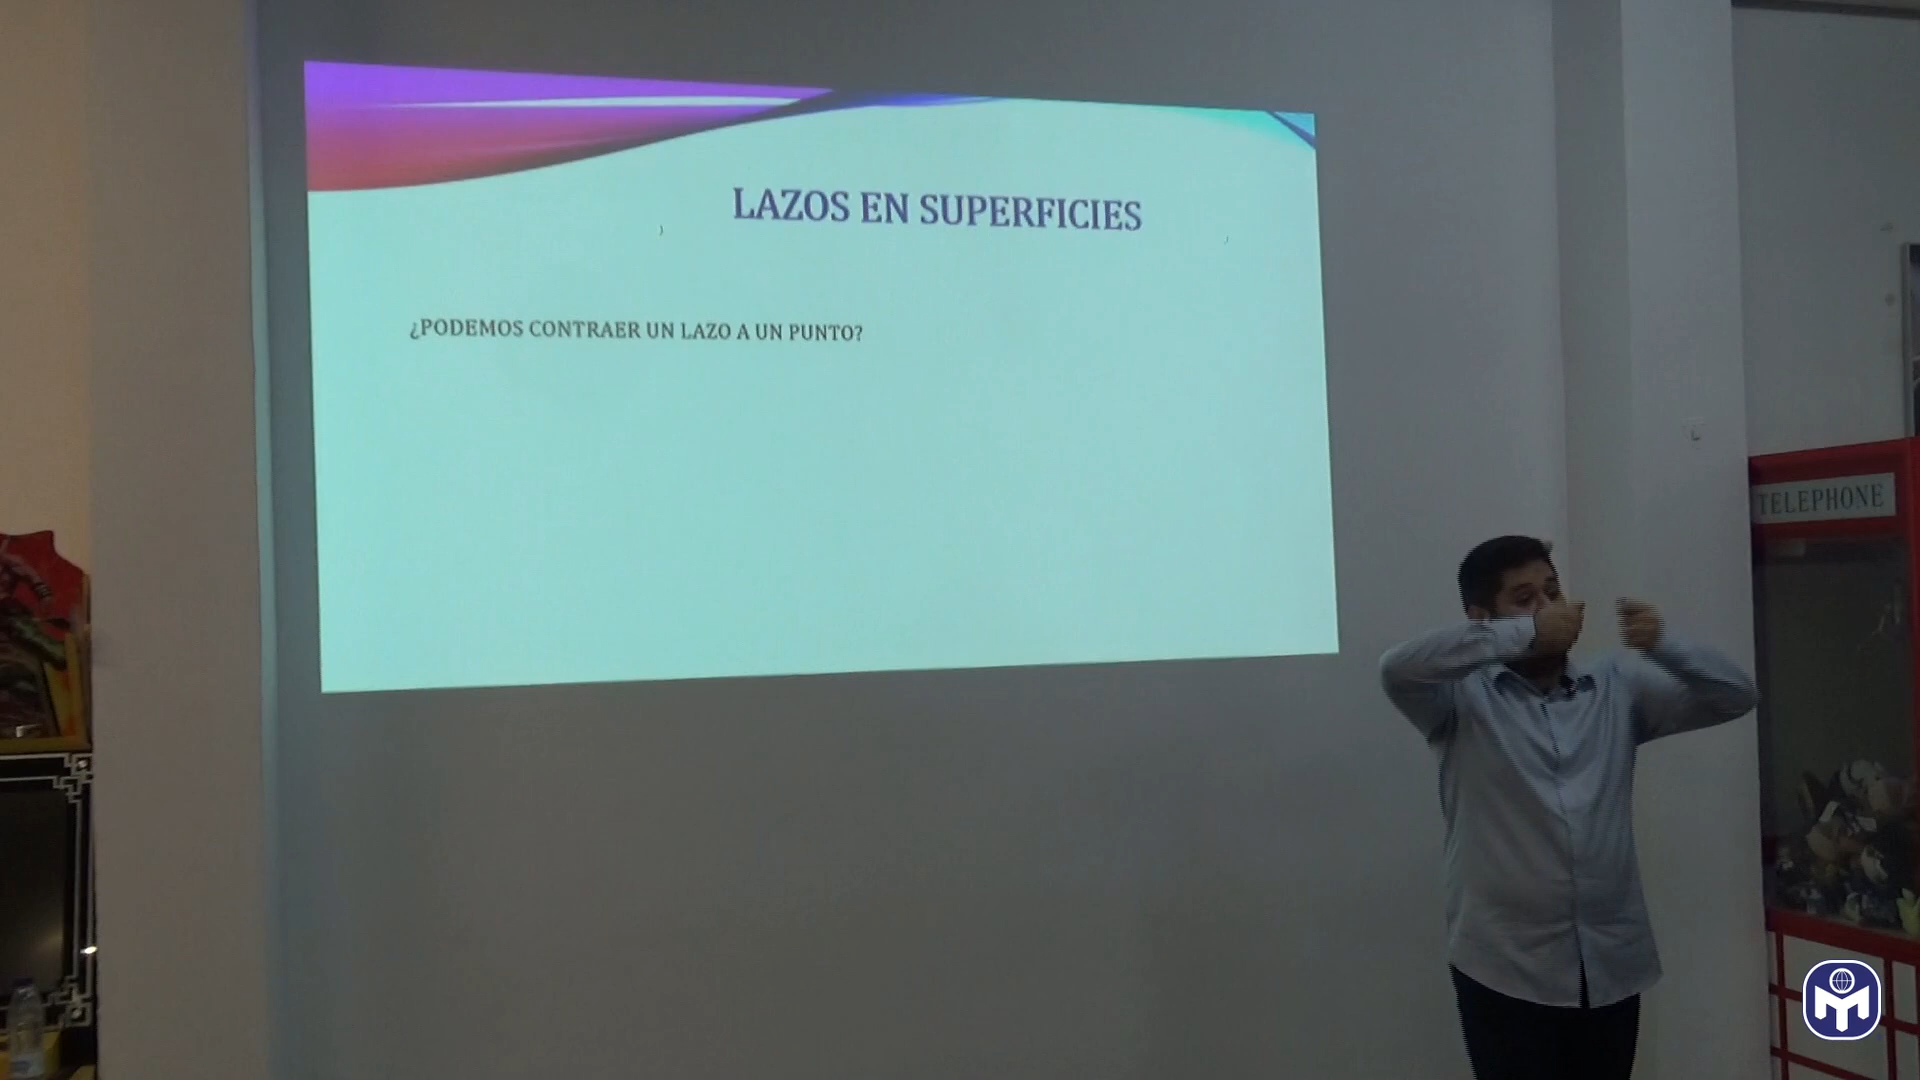 LAZOS EN SUPERFICIES
¿PODEMOS CONTRAER UN LAZO A UN PUNTO?
TELEPHONE